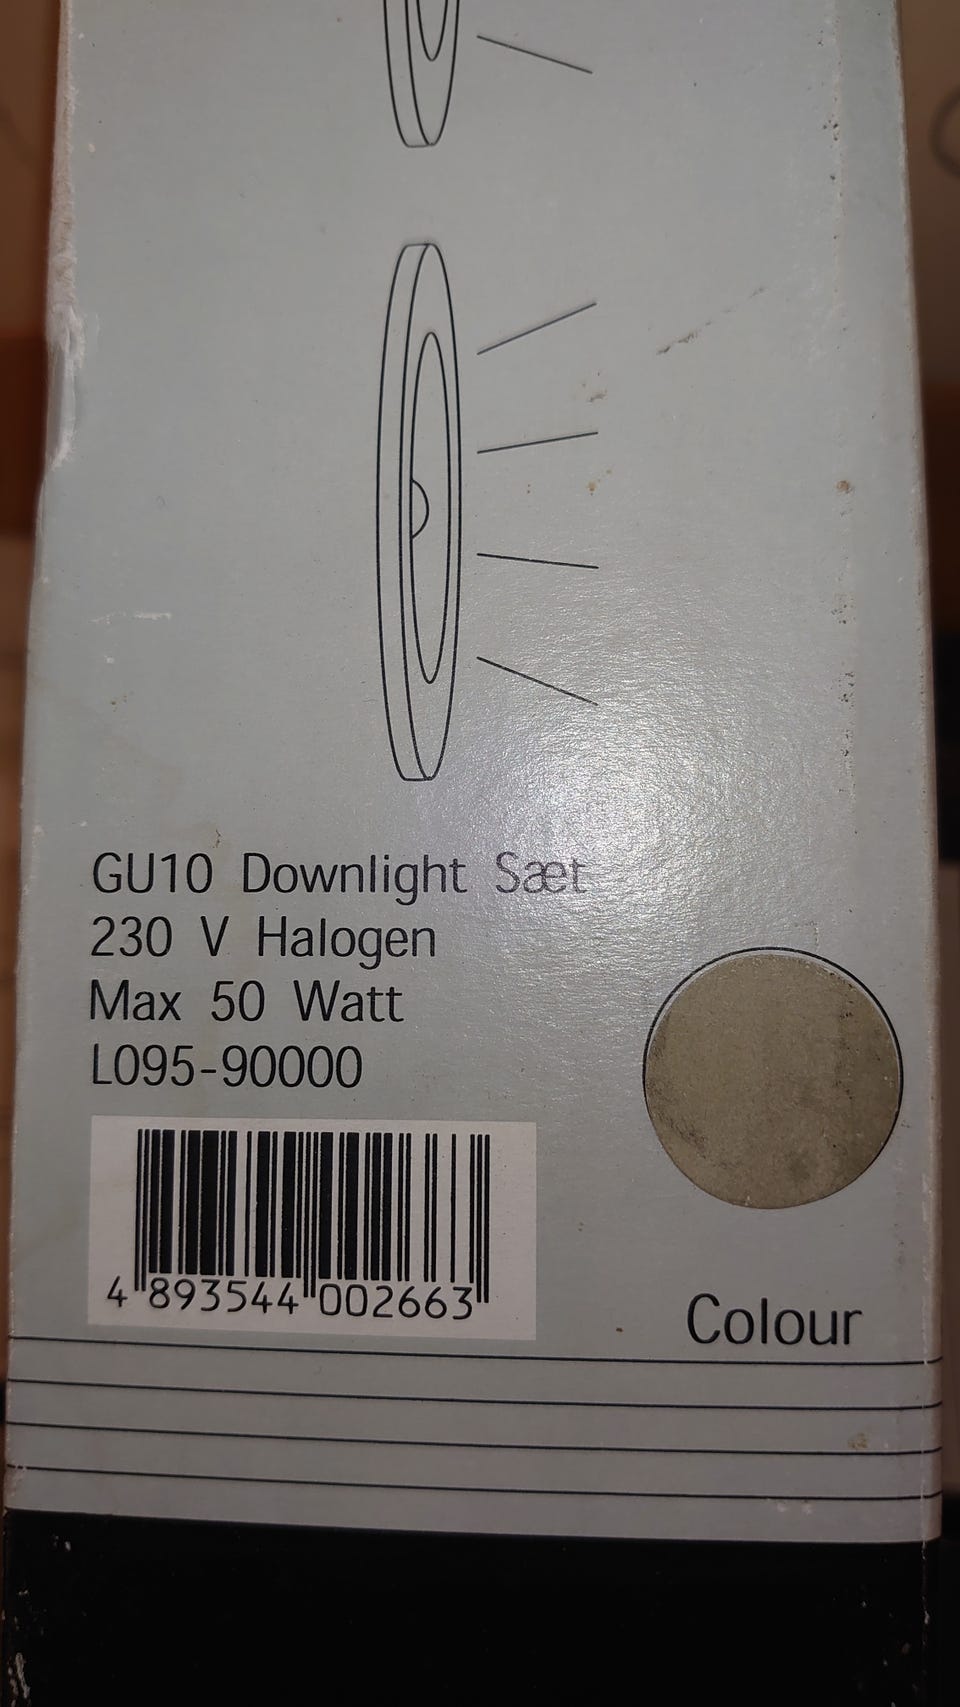 GU10 Downlight Sæt
230 V Halogen
Max 50 Watt
L095-90000
4 893544 002663
Colour